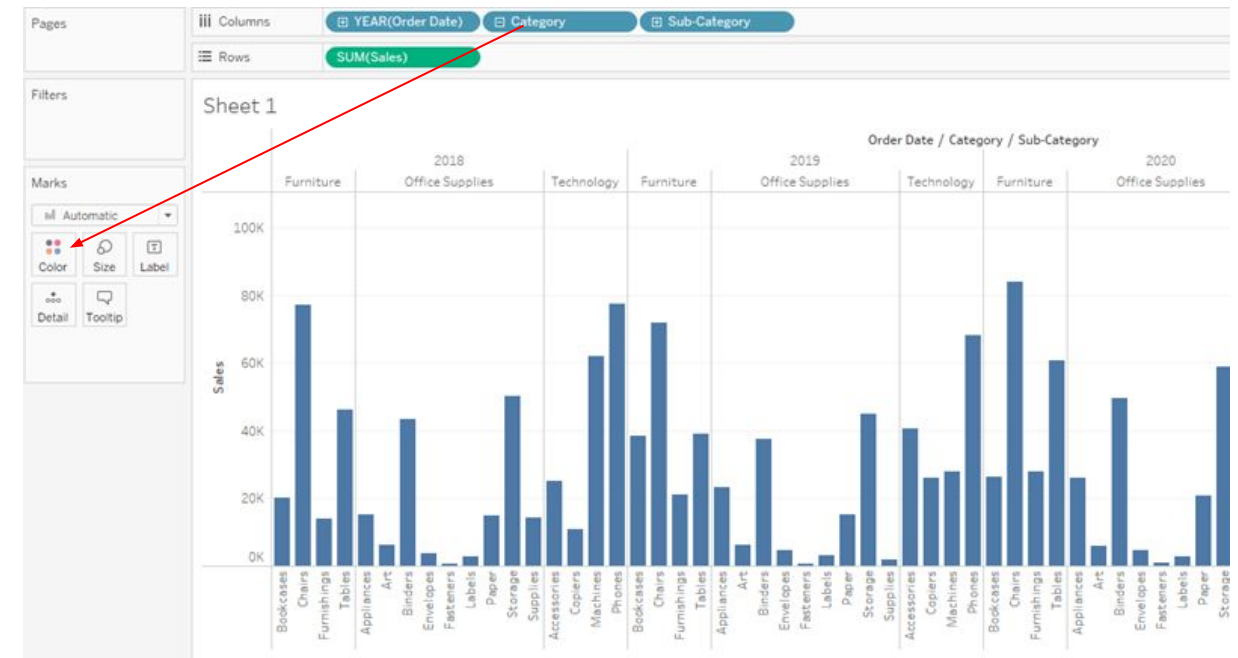 Pages
Columns YEAR(Order Date) Category Sub-Category
Rows SUM(Sales)
Filters
Sheet 1
Order Date / Category / Sub-Category
2018 2019 2020
Marks
Furniture Office Supplies Technology Furniture Office Supplies Technology Furniture Office Supplies
Automatic
Color Size Label
Detail Tooltip
100K
80K
60K
40K
20K
0K
Sales
Bookcases
Chairs
Furnishings
Tables
Appliances
Art
Binders
Envelopes
Fasteners
Labels
Paper
Storage
Supplies
Accessories
Copiers
Machines
Phones
Bookcases
Chairs
Furnishings
Tables
Appliances
Art
Binders
Envelopes
Fasteners
Labels
Paper
Storage
Supplies
Accessories
Copiers
Machines
Phones
Bookcases
Chairs
Furnishings
Tables
Appliances
Art
Binders
Envelopes
Fasteners
Labels
Paper
Storage